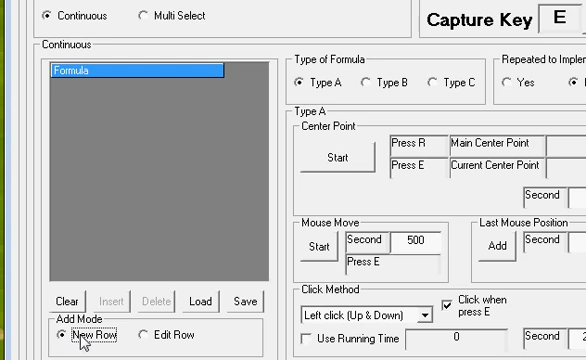 Continuous
Multi Select
Capture Key
E
Continuous
Formula
Clear
Insert
Delete
Load
Save
Add Mode
New Row
Edit Row
Type of Formula
Type A
Type B
Type C
Repeated to Implem
Yes
Type A
Center Point
Start
Press R
Main Center Point
Press E
Current Center Point
Second
Mouse Move
Start
Second
500
Press E
Last Mouse Position
Add
Second
Click Method
Left click (Up & Down)
Click when
press E
Use Running Time
0
Second